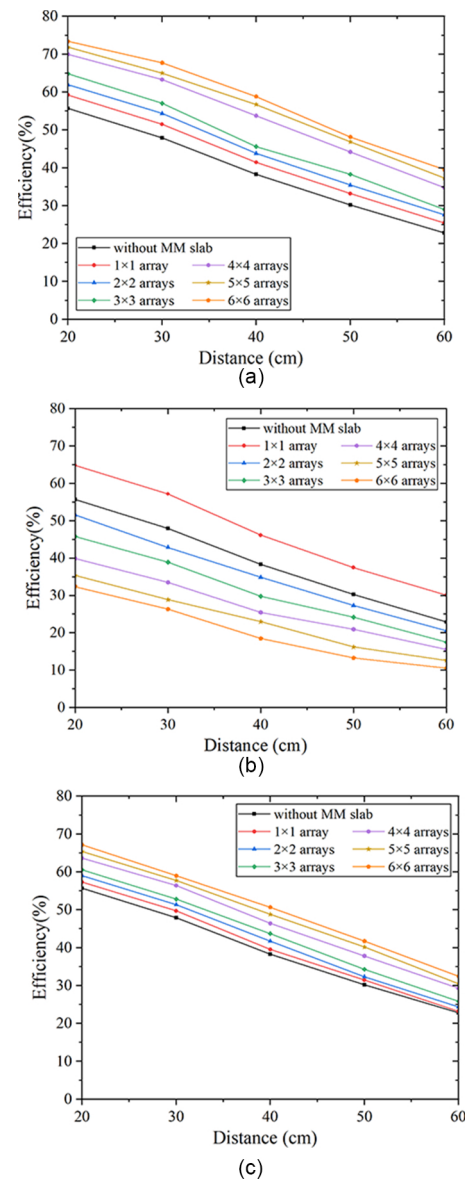 80
70
60
50
40
30
20
10
0
Efficiency(%)
without MM slab
1×1 array
4×4 arrays
2×2 arrays
5×5 arrays
3×3 arrays
6×6 arrays
20 30 40 50 60
Distance (cm)
(a)
80
70
60
50
40
30
20
10
0
Efficiency(%)
without MM slab
1×1 array
4×4 arrays
2×2 arrays
5×5 arrays
3×3 arrays
6×6 arrays
20 30 40 50 60
Distance (cm)
(b)
80
70
60
50
40
30
20
10
0
Efficiency(%)
without MM slab
1×1 array
4×4 arrays
2×2 arrays
5×5 arrays
3×3 arrays
6×6 arrays
20 30 40 50 60
Distance (cm)
(c)